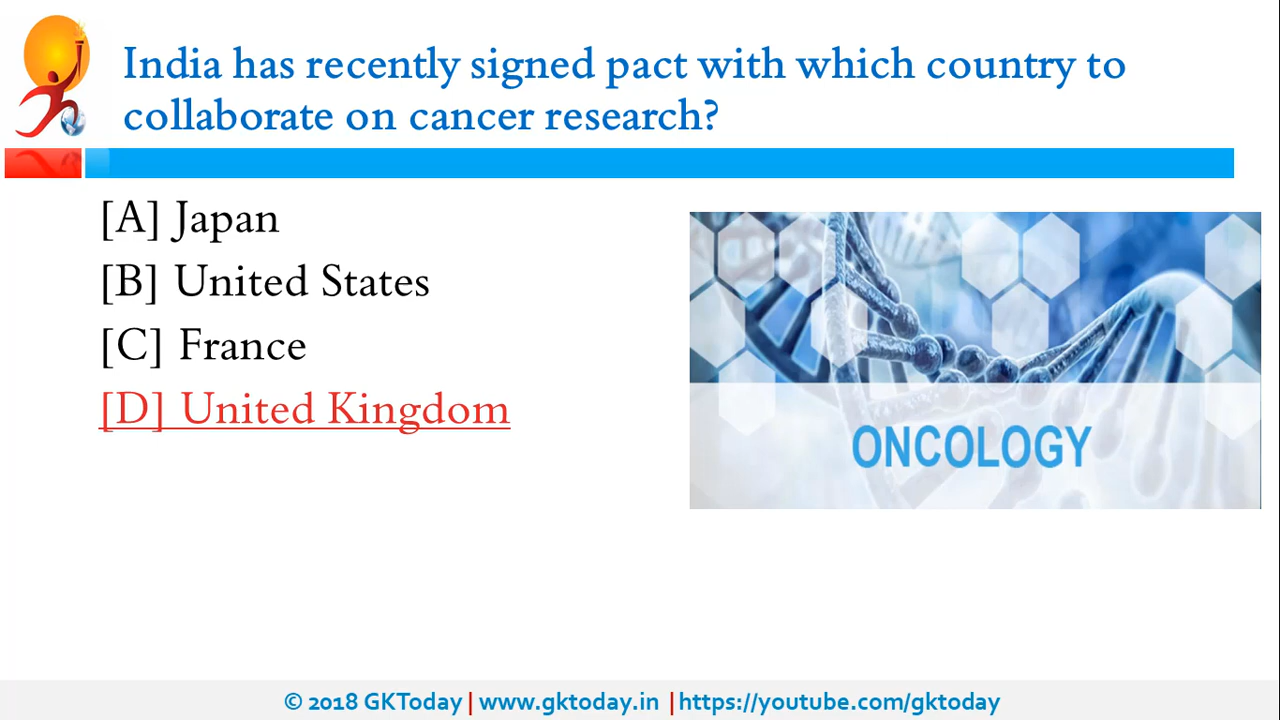 India has recently signed pact with which country to
collaborate on cancer research?
[A] Japan
[B] United States
[C] France
[D] United Kingdom
ONCOLOGY
© 2018 GKToday | www.gktoday.in | https://youtube.com/gktoday